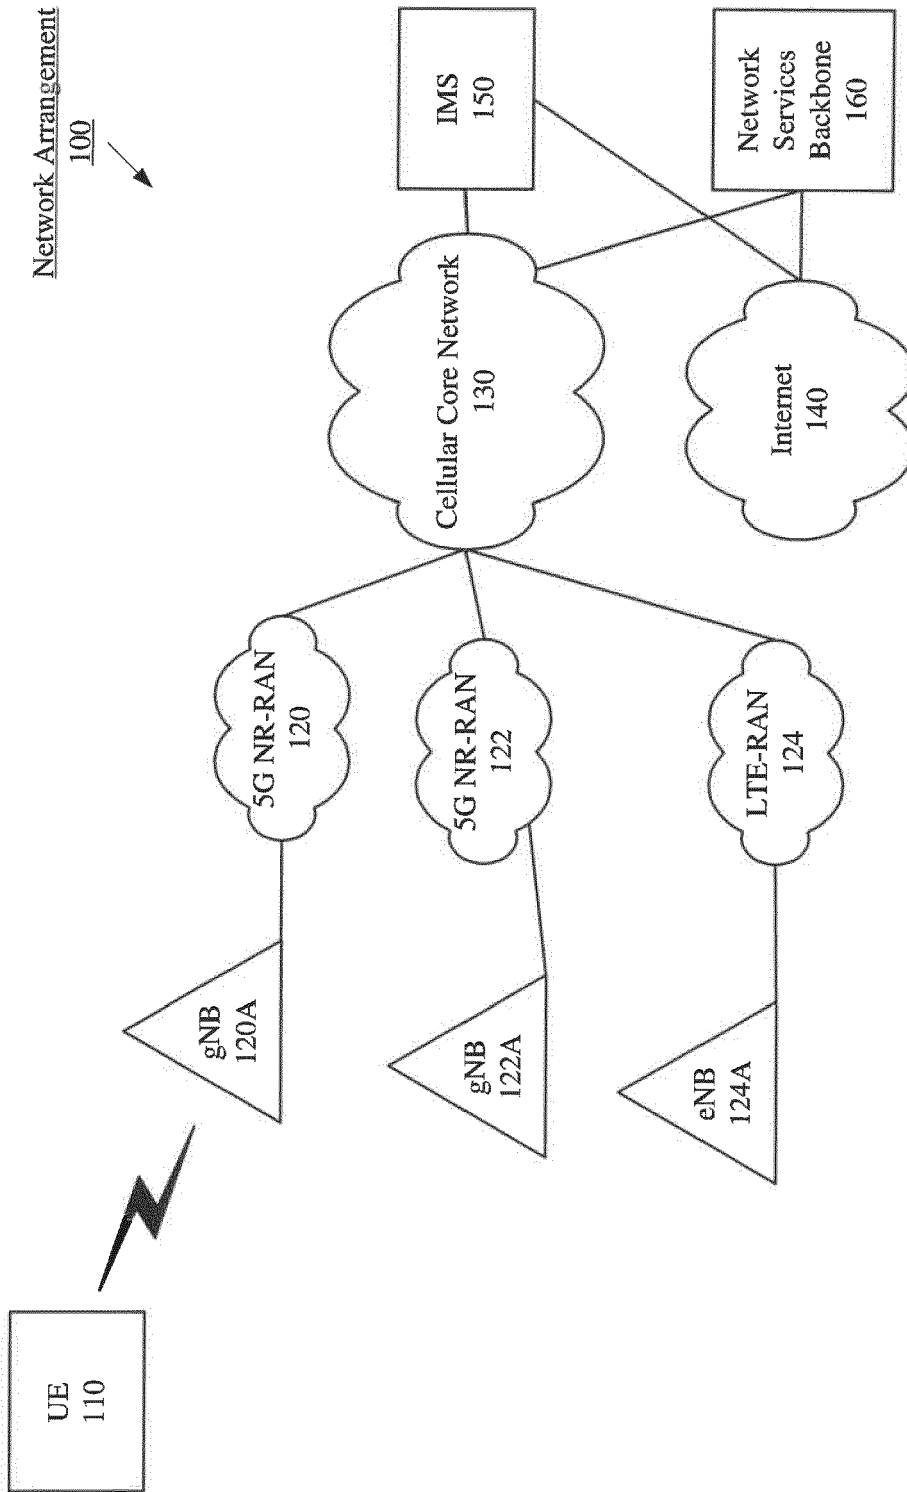 Network Arrangement
100
UE
110
gNB
120A
5G NR-RAN
120
gNB
122A
5G NR-RAN
122
eNB
124A
LTE-RAN
124
Cellular Core Network
130
Internet
140
IMS
150
Network
Services
Backbone
160